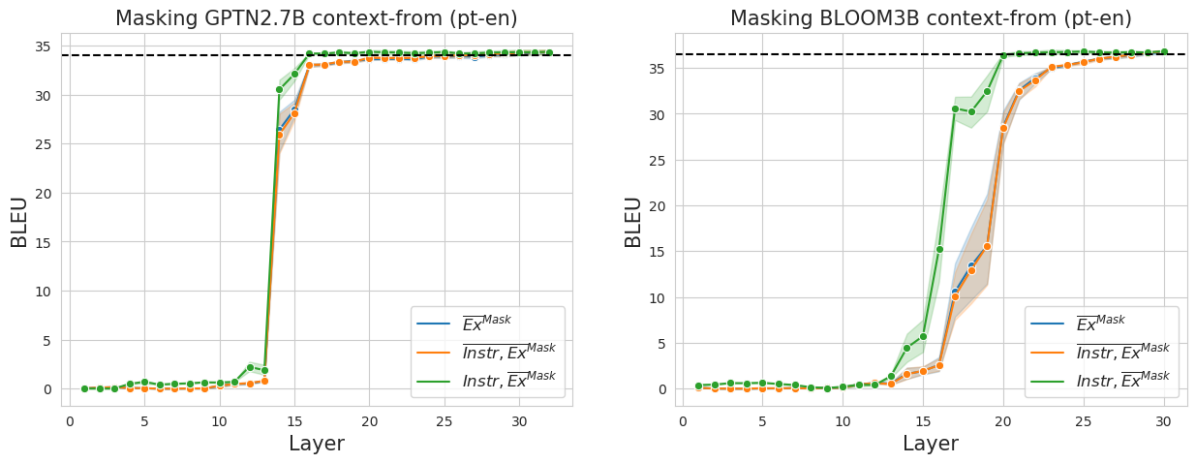 Masking GPTN2.7B context-from (pt-en)
35
30
25
20
15
10
5
0
BLEU
0 5 10 15 20 25 30
Layer
Ex^Mask
Instr, Ex^Mask
Instr, Ex^Mask
Masking BLOOM3B context-from (pt-en)
35
30
25
20
15
10
5
0
BLEU
0 5 10 15 20 25 30
Layer
Ex^Mask
Instr, Ex^Mask
Instr, Ex^Mask